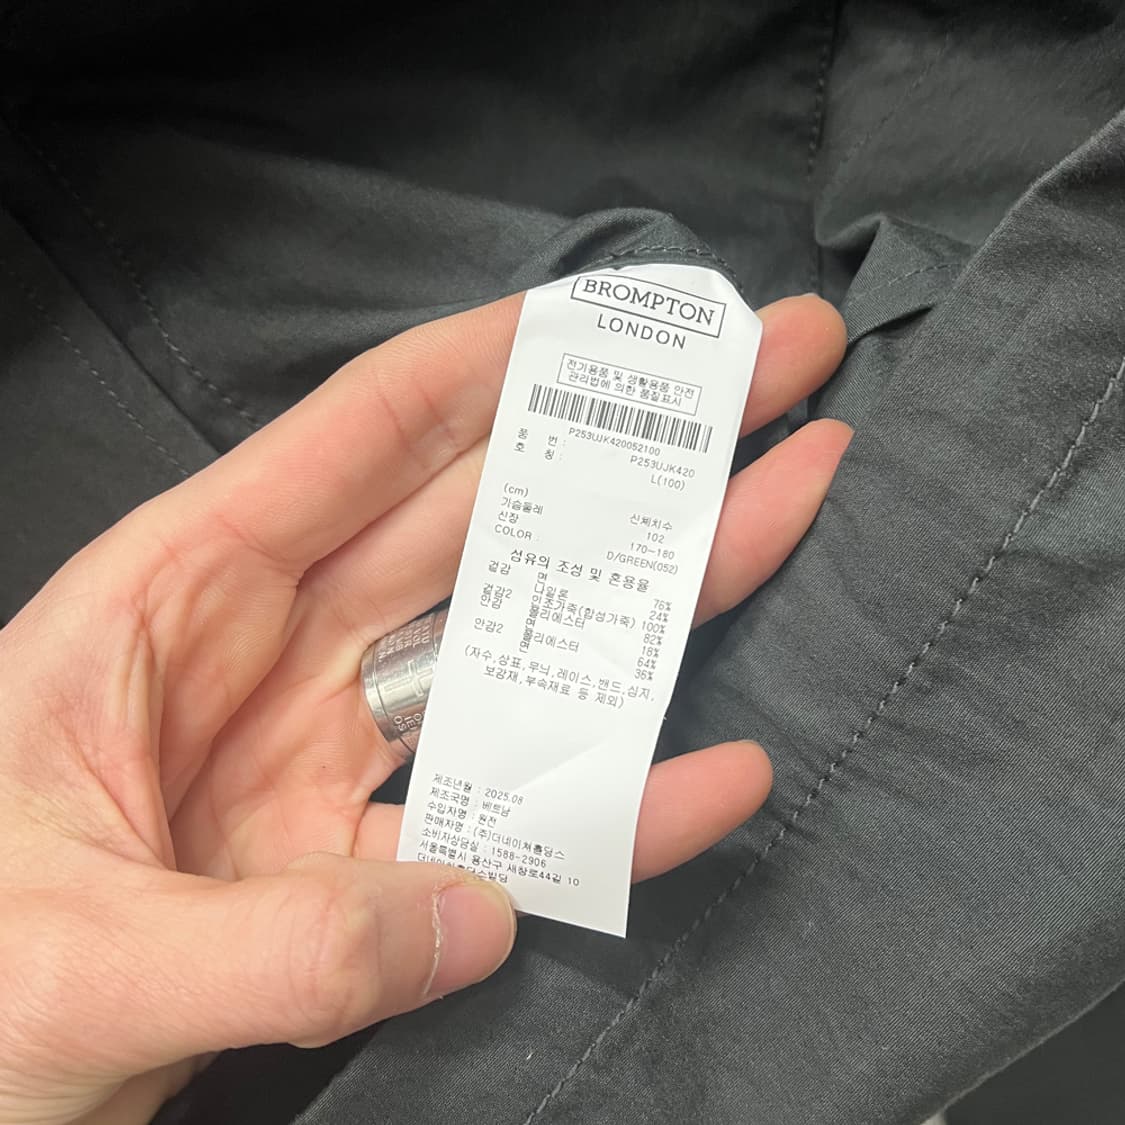 BROMPTON
LONDON
전기용품 및 생활용품 안전
관리법에 의한 품질표시
P253UJK420052100
품 번 : P253UJK420
호 칭 : L(100)
(cm) 신체치수
가슴둘레 102
신장 170-180
COLOR : D/GREEN(052)
섬유의 조성 및 혼용율
겉감 면 76%
나일론 24%
겉감2 인조가죽(합성가죽) 100%
안감 폴리에스터 82%
면 18%
안감2 폴리에스터 64%
면 36%
(자수,상표,무늬,레이스,밴드,심지,
보강재,부속재료 등 제외)
제조년월 : 2025.08
제조국명 : 베트남
수입자명 : 원전
판매자명 : (주)더네이쳐홀딩스
소비자상담실 : 1588-2906
서울특별시 용산구 새창로44길 10
더네이쳐홀딩스빌딩